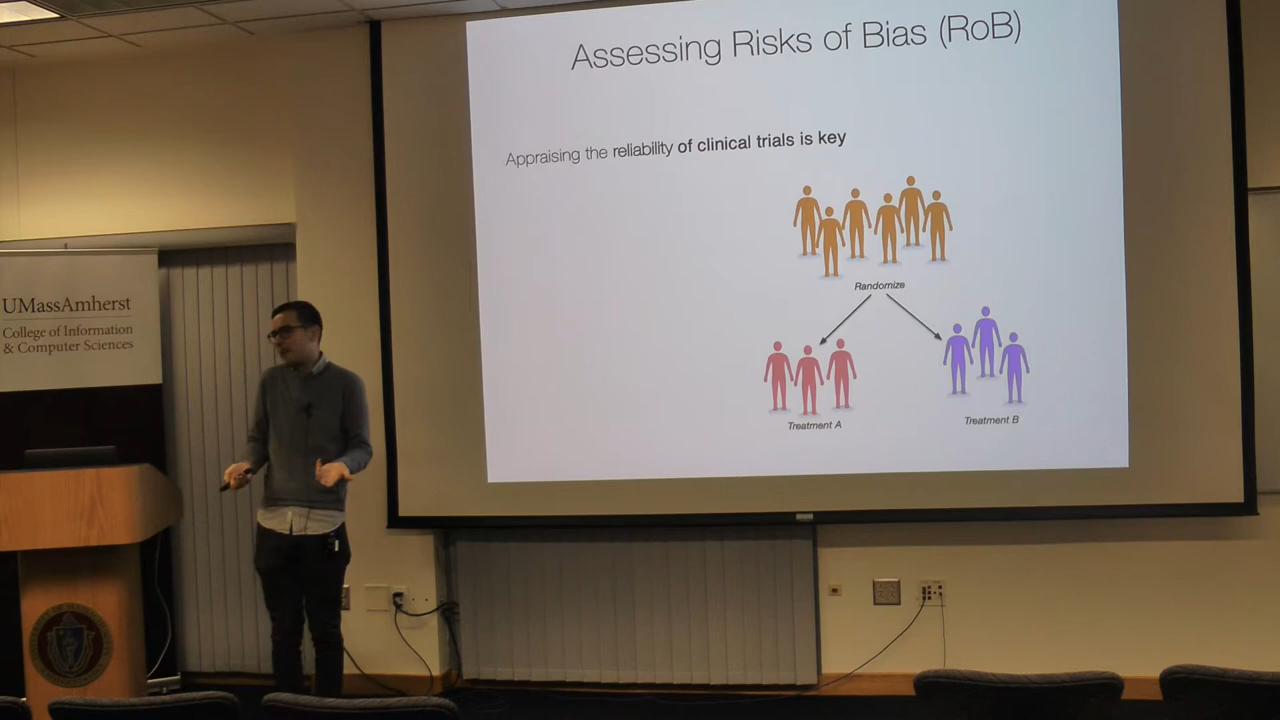 Assessing Risks of Bias (RoB)
Appraising the reliability of clinical trials is key
Randomize
Treatment A
Treatment B
UMassAmherst
College of Information
& Computer Sciences